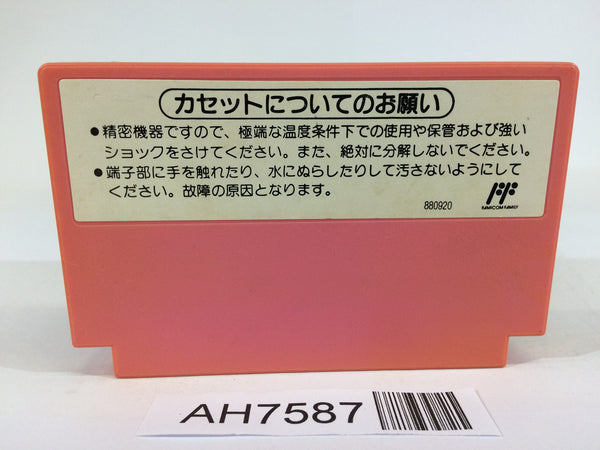 カセットについてのお願い
●精密機器ですので、極端な温度条件下での使用や保管および強い
ショックをさけてください。また、絶対に分解しないでください。
●端子部に手を触れたり、水にぬらしたりして汚さないようにして
ください。故障の原因となります。
880920
FAMICOM FAMILY
AH7587